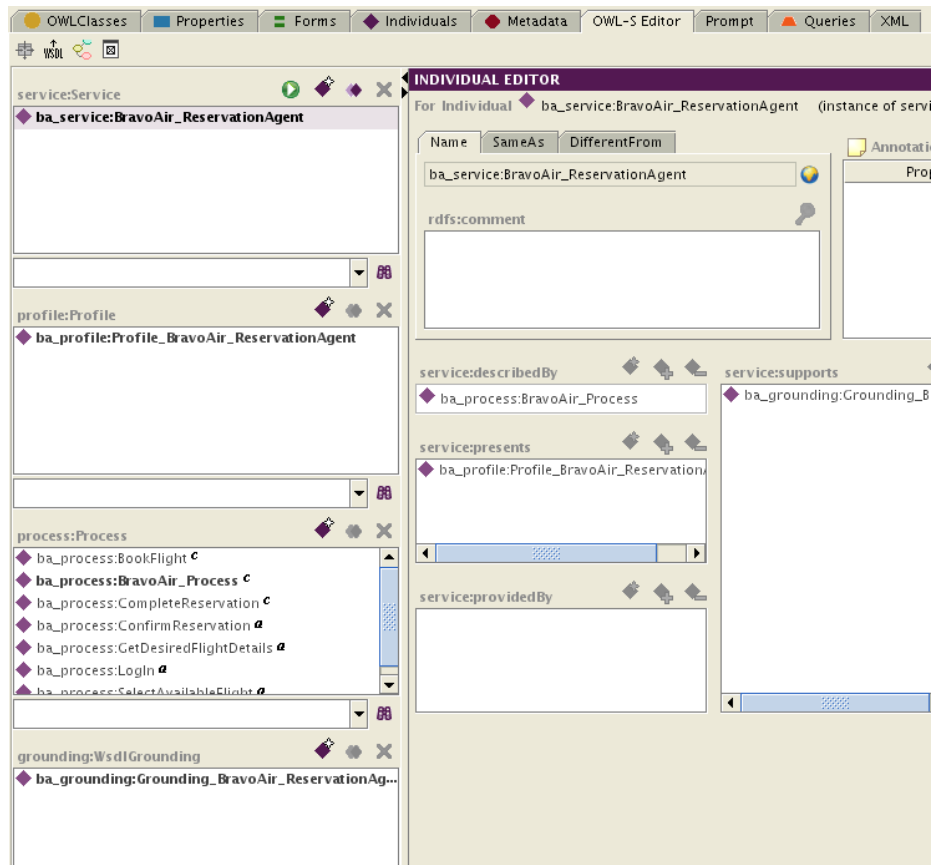 OWLClasses Properties Forms Individuals Metadata OWL-S Editor Prompt Queries XML
WSDL
service:Service
ba_service:BravoAir_ReservationAgent
profile:Profile
ba_profile:Profile_BravoAir_ReservationAgent
process:Process
ba_process:BookFlight c
ba_process:BravoAir_Process c
ba_process:CompleteReservation c
ba_process:ConfirmReservation a
ba_process:GetDesiredFlightDetails a
ba_process:LogIn a
ba_process:SelectAvailableFlight a
grounding:WsdlGrounding
ba_grounding:Grounding_BravoAir_ReservationAg...
INDIVIDUAL EDITOR
For Individual ba_service:BravoAir_ReservationAgent (instance of servi
Name SameAs DifferentFrom
ba_service:BravoAir_ReservationAgent
rdfs:comment
Annotati
Prop
service:describedBy
ba_process:BravoAir_Process
service:presents
ba_profile:Profile_BravoAir_Reservation
service:providedBy
service:supports
ba_grounding:Grounding_B